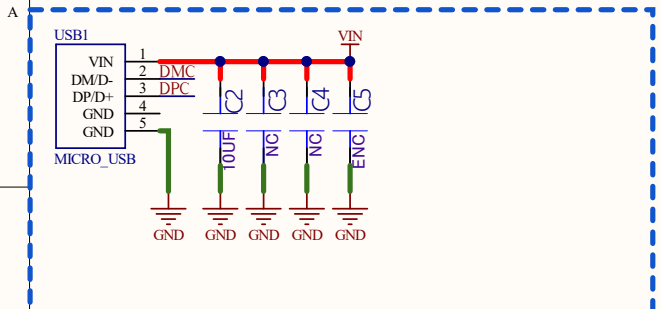 A
USB1
VIN
VIN 1
DM/D- 2 DMC
DP/D+ 3 DPC
GND 4
GND 5
MICRO_USB
C2
C3
C4
C5
10UF
NC
NC
ENC
GND
GND
GND
GND
GND